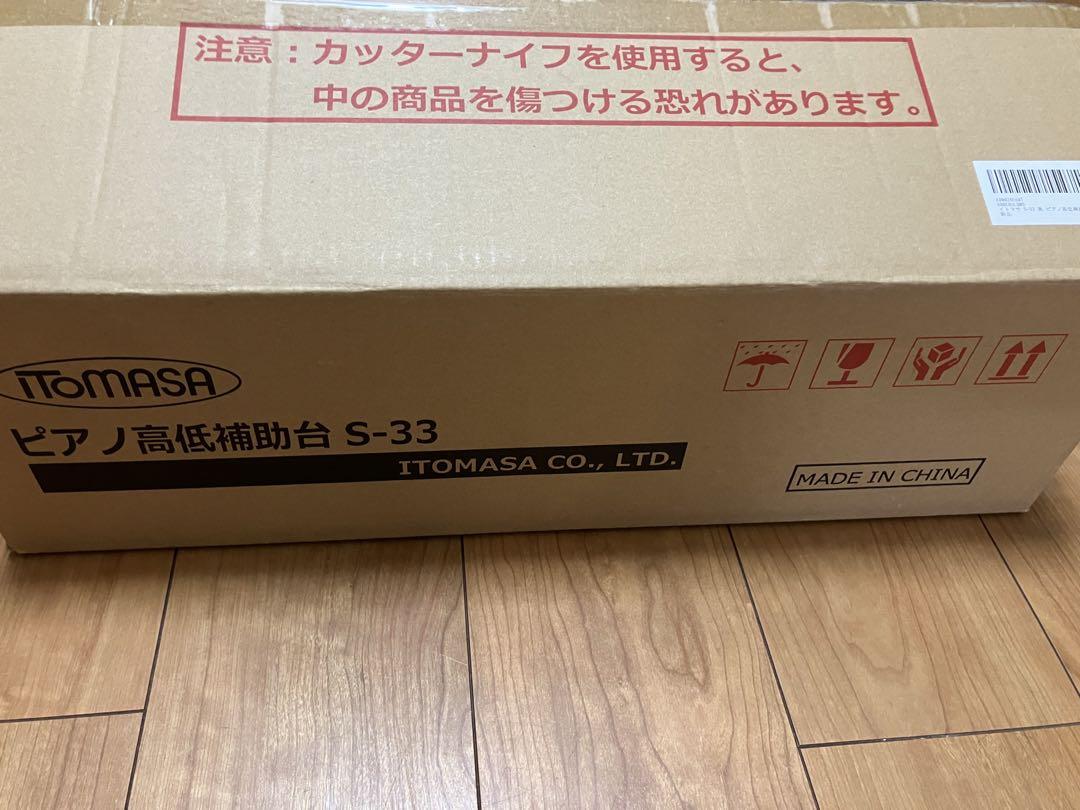 注意：カッターナイフを使用すると、
中の商品を傷つける恐れがあります。
ITOMASA
ピアノ高低補助台 S-33
ITOMASA CO., LTD.
MADE IN CHINA